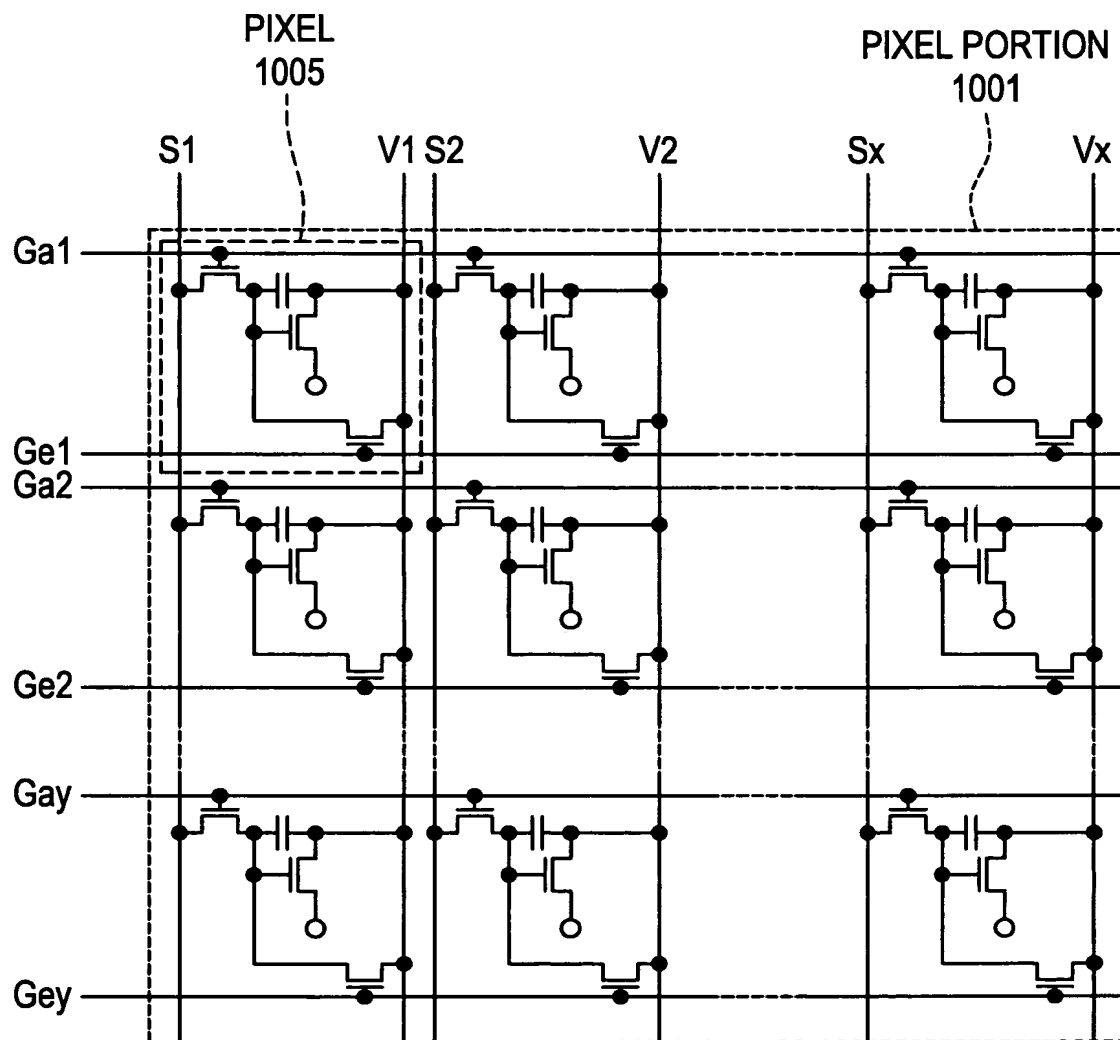 PIXEL
1005
PIXEL PORTION
1001
S1
V1
S2
V2
Sx
Vx
Ga1
Ge1
Ga2
Ge2
Gay
Gey